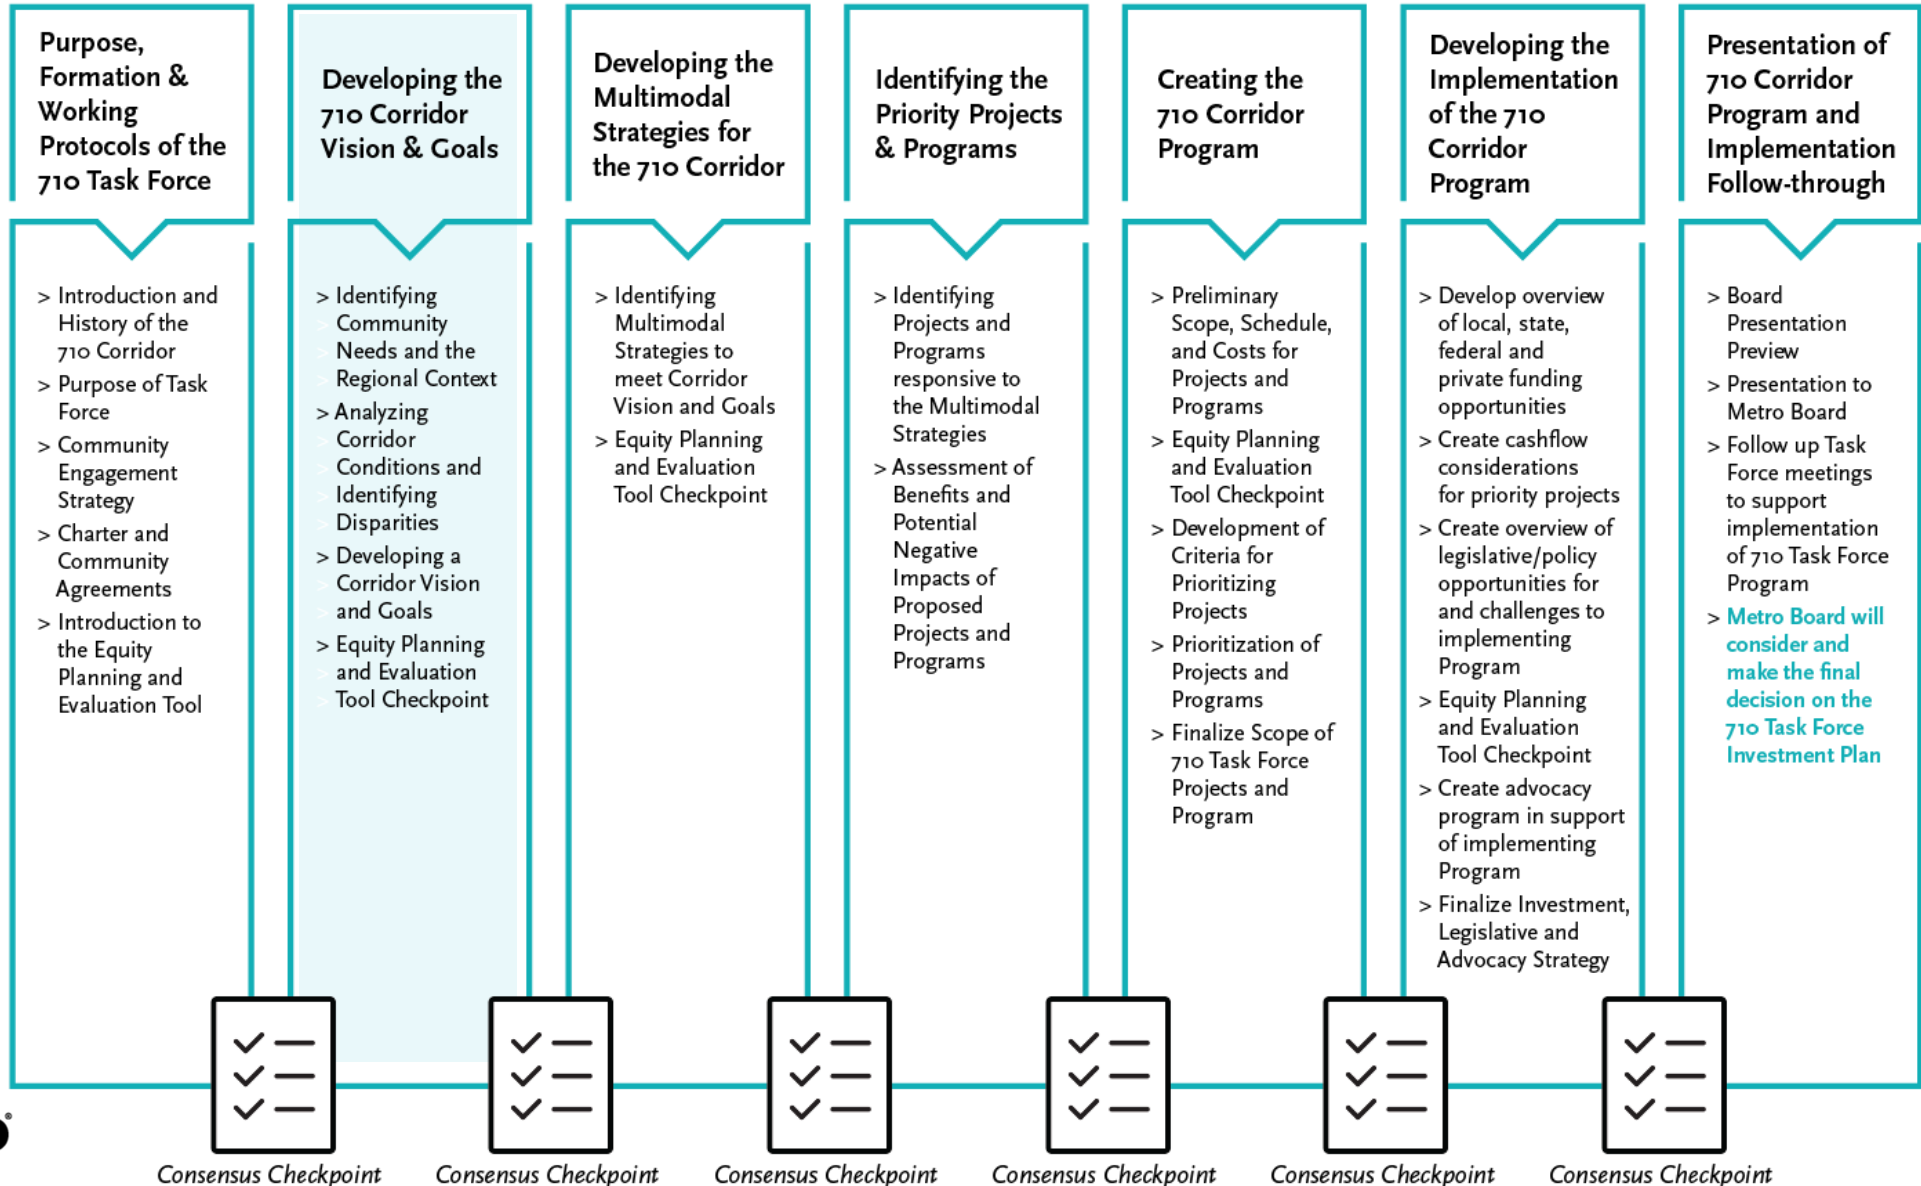 Purpose,
Formation &
Working
Protocols of the
710 Task Force
> Introduction and
History of the
710 Corridor
> Purpose of Task
Force
> Community
Engagement
Strategy
> Charter and
Community
Agreements
> Introduction to
the Equity
Planning and
Evaluation Tool
Developing the
710 Corridor
Vision & Goals
> Identifying
Community
Needs and the
Regional Context
> Analyzing
Corridor
Conditions and
Identifying
Disparities
> Developing a
Corridor Vision
and Goals
> Equity Planning
and Evaluation
Tool Checkpoint
Developing the
Multimodal
Strategies for
the 710 Corridor
> Identifying
Multimodal
Strategies to
meet Corridor
Vision and Goals
> Equity Planning
and Evaluation
Tool Checkpoint
Identifying the
Priority Projects
& Programs
> Identifying
Projects and
Programs
responsive to
the Multimodal
Strategies
> Assessment of
Benefits and
Potential
Negative
Impacts of
Proposed
Projects and
Programs
Creating the
710 Corridor
Program
> Preliminary
Scope, Schedule,
and Costs for
Projects and
Programs
> Equity Planning
and Evaluation
Tool Checkpoint
> Development of
Criteria for
Prioritizing
Projects
> Prioritization of
Projects and
Programs
> Finalize Scope of
710 Task Force
Projects and
Program
Developing the
Implementation
of the 710
Corridor
Program
> Develop overview
of local, state,
federal and
private funding
opportunities
> Create cashflow
considerations
for priority projects
> Create overview of
legislative/policy
opportunities for
and challenges to
implementing
Program
> Equity Planning
and Evaluation
Tool Checkpoint
> Create advocacy
program in support
of implementing
Program
> Finalize Investment,
Legislative and
Advocacy Strategy
Presentation of
710 Corridor
Program and
Implementation
Follow-through
> Board
Presentation
Preview
> Presentation to
Metro Board
> Follow up Task
Force meetings
to support
implementation
of 710 Task Force
Program
> Metro Board will
consider and
make the final
decision on the
710 Task Force
Investment Plan
Consensus Checkpoint
Consensus Checkpoint
Consensus Checkpoint
Consensus Checkpoint
Consensus Checkpoint
Consensus Checkpoint